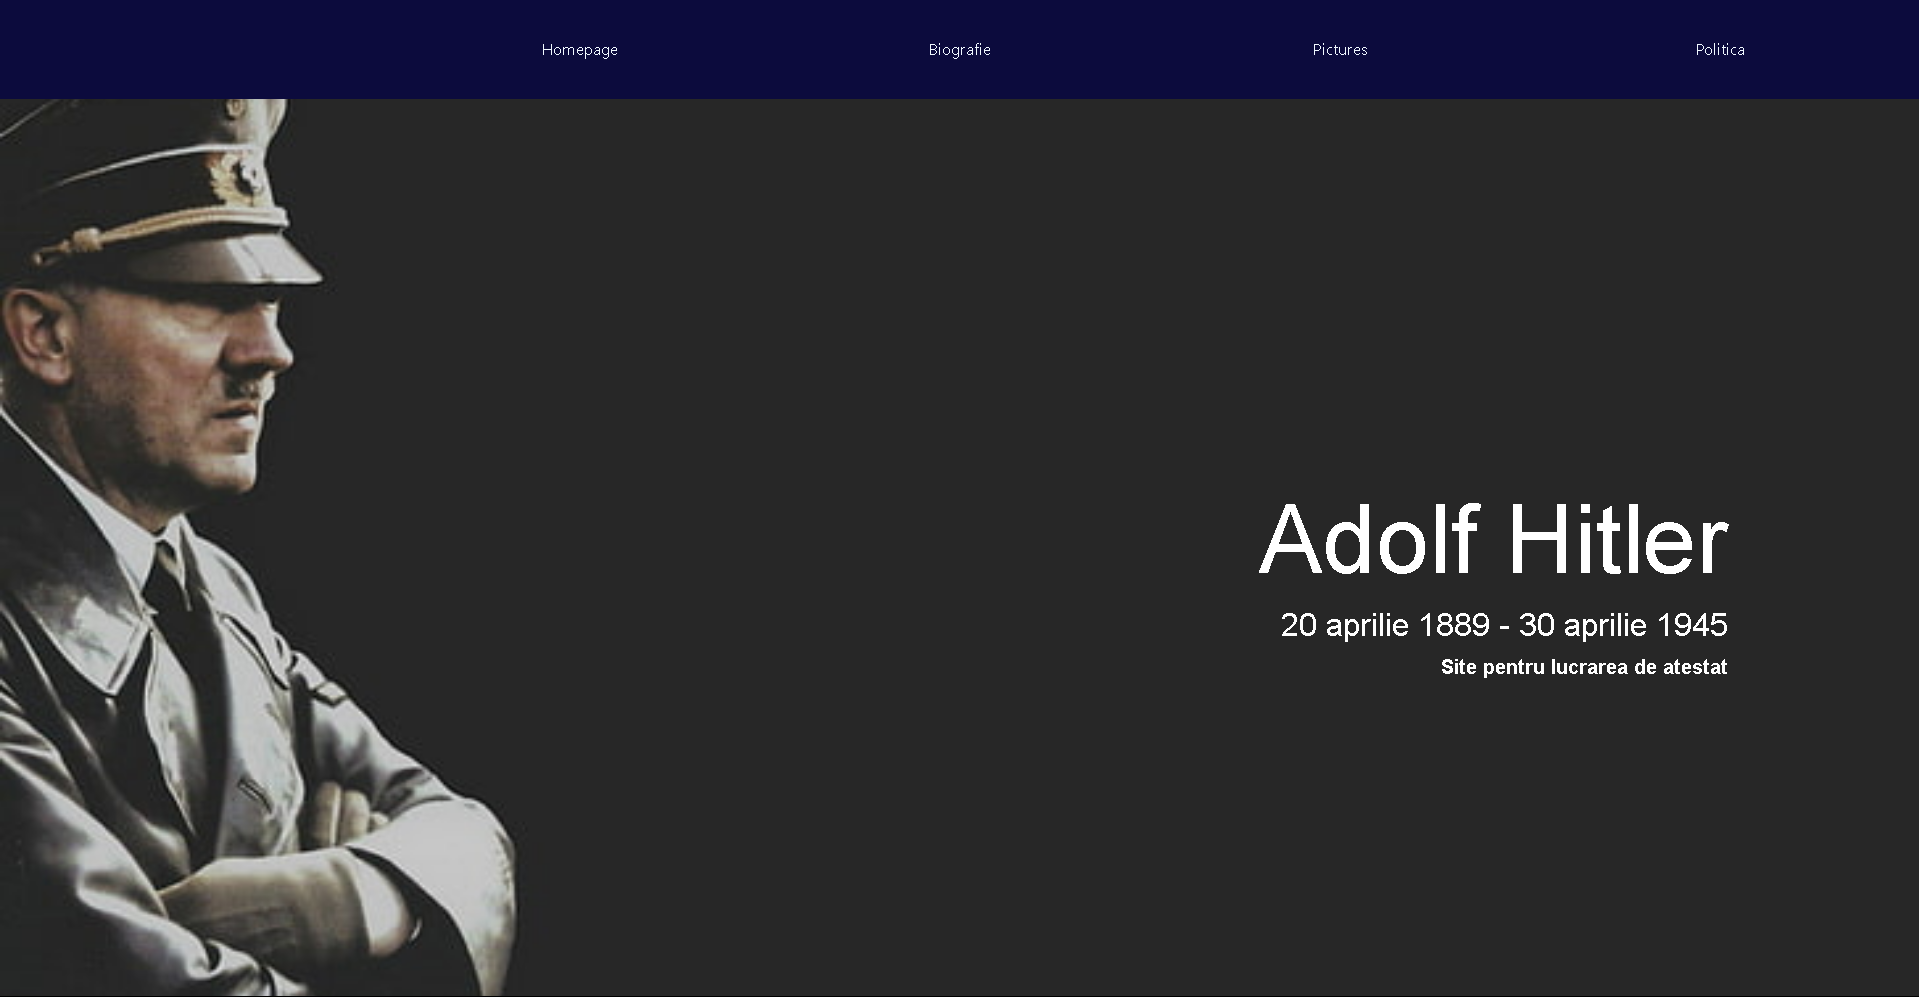 Homepage Biografie Pictures Politica
Adolf Hitler
20 aprilie 1889 - 30 aprilie 1945
Site pentru lucrarea de atestat